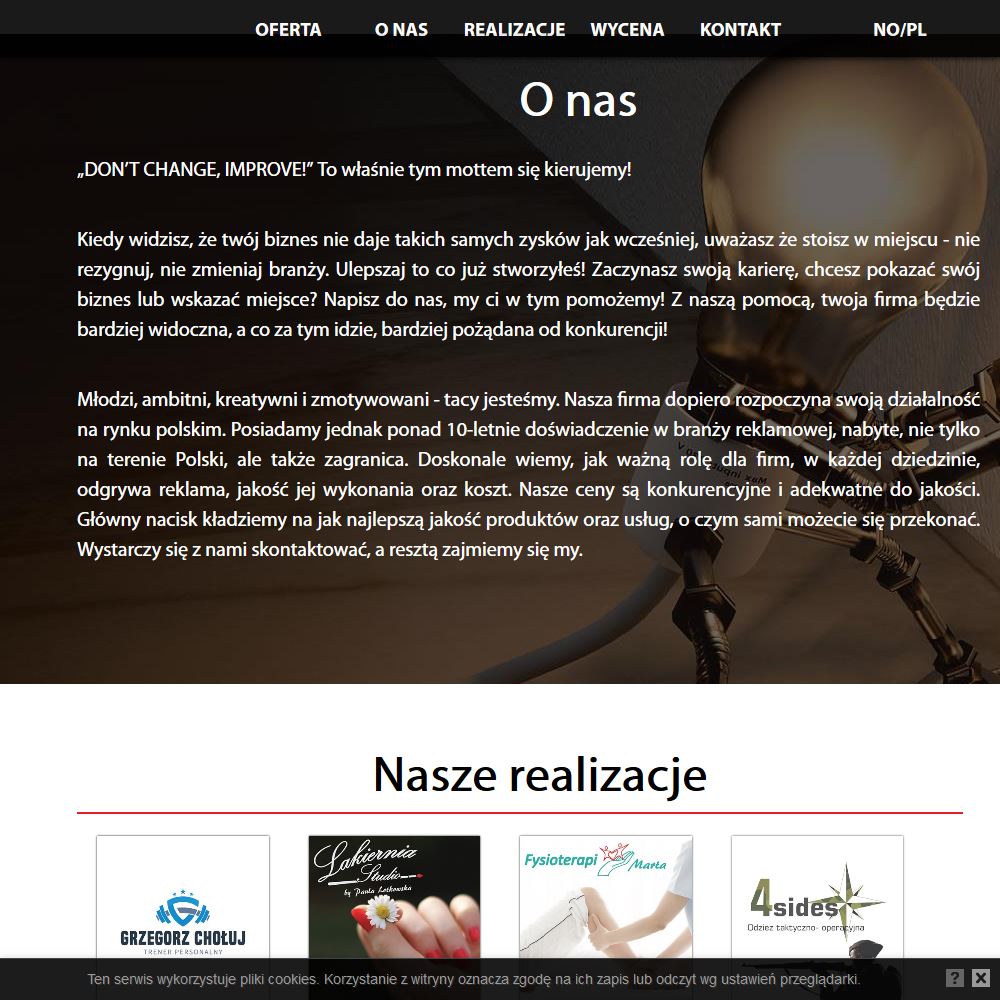 OFERTA O NAS REALIZACJE WYCENA KONTAKT NO/PL
O nas
„DON’T CHANGE, IMPROVE!” To właśnie tym mottem się kierujemy!
Kiedy widzisz, że twój biznes nie daje takich samych zysków jak wcześniej, uważasz że stoisz w miejscu - nie
rezygnuj, nie zmieniaj branży. Ulepszaj to co już stworzyłeś! Zaczynasz swoją karierę, chcesz pokazać swój
biznes lub wskazać miejsce? Napisz do nas, my ci w tym pomożemy! Z naszą pomocą, twoja firma będzie
bardziej widoczna, a co za tym idzie, bardziej pożądana od konkurencji!
Młodzi, ambitni, kreatywni i zmotywowani - tacy jesteśmy. Nasza firma dopiero rozpoczyna swoją działalność
na rynku polskim. Posiadamy jednak ponad 10-letnie doświadczenie w branży reklamowej, nabyte, nie tylko
na terenie Polski, ale także zagranica. Doskonale wiemy, jak ważną rolę dla firm, w każdej dziedzinie,
odgrywa reklama, jakość jej wykonania oraz koszt. Nasze ceny są konkurencyjne i adekwatne do jakości.
Główny nacisk kładziemy na jak najlepszą jakość produktów oraz usług, o czym sami możecie się przekonać.
Wystarczy się z nami skontaktować, a resztą zajmiemy się my.
Nasze realizacje
GRZEGORZ CHOŁUJ
TRENER PERSONALNY
Lakiernia
Studio
by Paula Latkowska
Fysioterapi Marta
4sides
Odzież taktyczno- operacyjna
Ten serwis wykorzystuje pliki cookies. Korzystanie z witryny oznacza zgodę na ich zapis lub odczyt wg ustawień przeglądarki. ? X